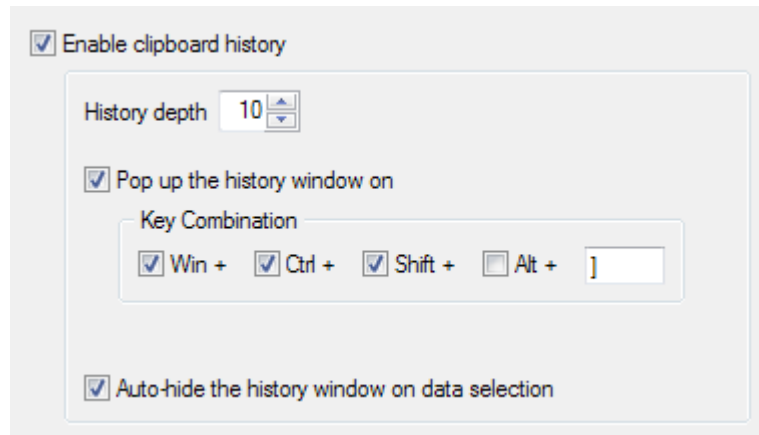 Enable clipboard history
History depth 10
Pop up the history window on
Key Combination
Win + Ctrl + Shift + Alt + ]
Auto-hide the history window on data selection